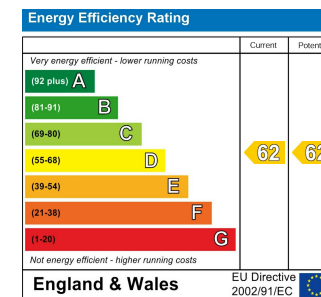 Energy Efficiency Rating
Current Potent
Very energy efficient - lower running costs
(92 plus) A
(81-91) B
(69-80) C
(55-68) D 62 62
(39-54) E
(21-38) F
(1-20) G
Not energy efficient - higher running costs
England & Wales EU Directive
2002/91/EC